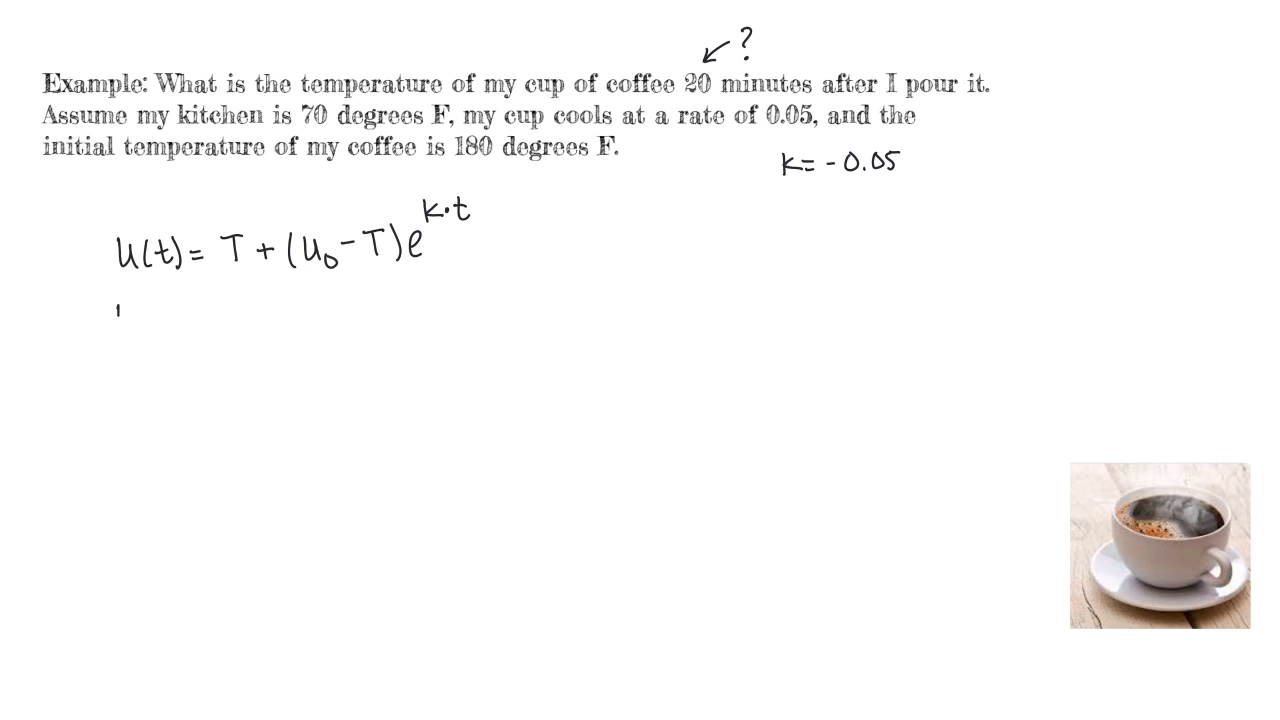 ?
Example: What is the temperature of my cup of coffee 20 minutes after I pour it.
Assume my kitchen is 70 degrees F, my cup cools at a rate of 0.05, and the
initial temperature of my coffee is 180 degrees F.
k = - 0.05
u(t) = T + (u₀ - T)e^k·t